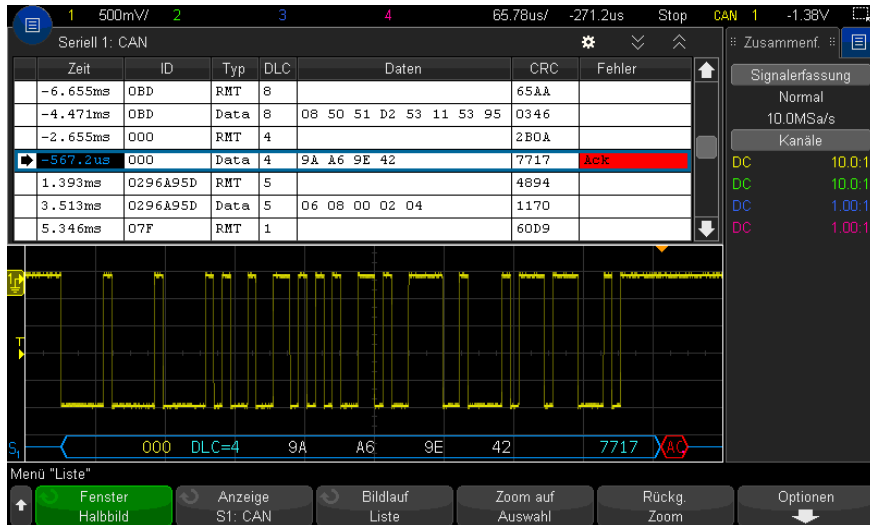 1 500mV/ 2 3 4 65.78us/ -271.2us Stop CAN 1 -1.38V
Seriell 1: CAN
Zeit ID Typ DLC Daten CRC Fehler
-6.655ms 0BD RMT 8 65AA
-4.471ms 0BD Data 8 08 50 51 D2 53 11 53 95 0346
-2.655ms 000 RMT 4 2B0A
-567.2us 000 Data 4 9A A6 9E 42 7717 Ack
1.393ms 0296A95D RMT 5 4894
3.513ms 0296A95D Data 5 06 08 00 02 04 1170
5.346ms 07F RMT 1 60D9
Zusammenf.
Signalerfassung
Normal
10.0MSa/s
Kanäle
DC 10.0:1
DC 10.0:1
DC 1.00:1
DC 1.00:1
1
T
S1 000 DLC=4 9A A6 9E 42 7717 AC
Menü "Liste"
Fenster
Halbbild
Anzeige
S1: CAN
Bildlauf
Liste
Zoom auf
Auswahl
Rückg.
Zoom
Optionen